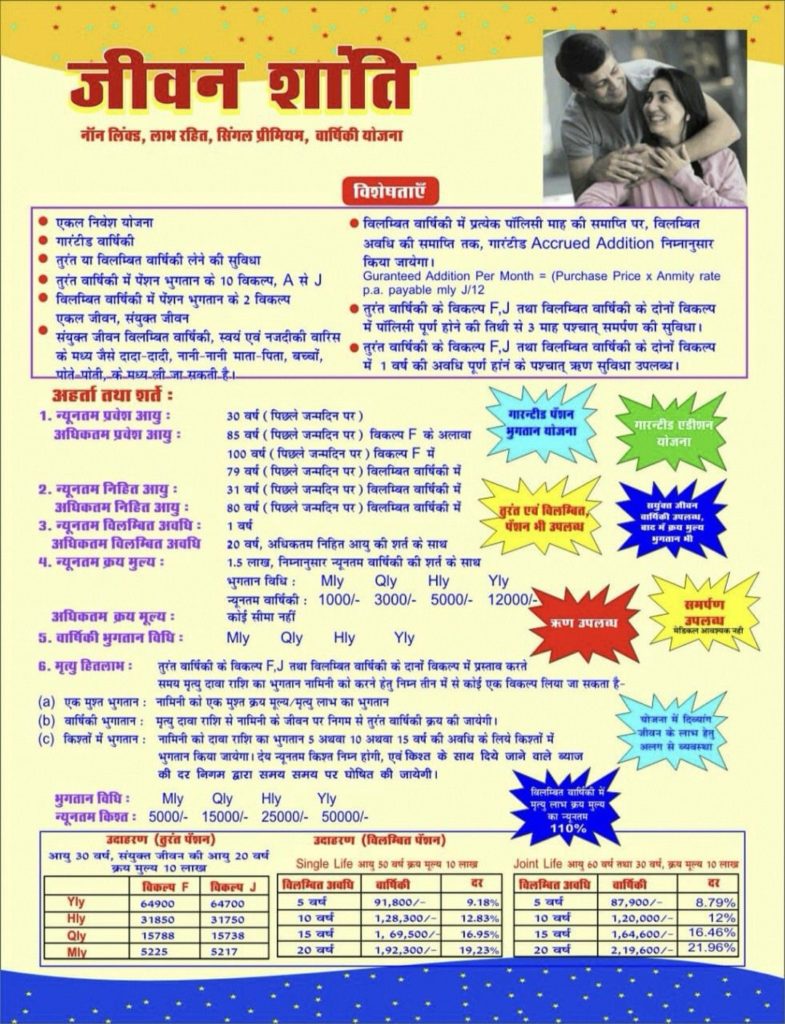 जीवन शांति
नॉन लिंक्ड, लाभ रहित, सिंगल प्रीमियम, वार्षिकी योजना
विशेषताएँ
● एकल निवेश योजना
● गारंटीड वार्षिकी
● तुरंत या विलम्बित वार्षिकी लेने की सुविधा
● तुरंत वार्षिकी में पेंशन भुगतान के 10 विकल्प, A से J
● विलम्बित वार्षिकी में पेंशन भुगतान के 2 विकल्प
एकल जीवन, संयुक्त जीवन
● संयुक्त जीवन विलम्बित वार्षिकी, स्वयं एवं नजदीकी वारिस
के मध्य जैसे दादा-दादी, नानी-नानी माता-पिता, बच्चों,
पोते-पोती, के मध्य ली जा सकती है।
● विलम्बित वार्षिकी में प्रत्येक पॉलिसी माह की समाप्ति पर, विलम्बित
अवधि की समाप्ति तक, गारंटीड Accrued Addition निम्नानुसार
किया जायेगा।
Guranteed Addition Per Month = (Purchase Price x Anmity rate
p.a. payable mly J/12
● तुरंत वार्षिकी के विकल्प F,J तथा विलम्बित वार्षिकी के दोनों विकल्प
में पॉलिसी पूर्ण होने की तिथी से 3 माह पश्चात् समर्पण की सुविधा।
● तुरंत वार्षिकी के विकल्प F,J तथा विलम्बित वार्षिकी के दोनों विकल्प
में 1 वर्ष की अवधि पूर्ण होंने के पश्चात् ऋण सुविधा उपलब्ध।
अहर्ता तथा शर्ते :
1. न्यूनतम प्रवेश आयु : 30 वर्ष ( पिछले जन्मदिन पर )
अधिकतम प्रवेश आयु : 85 वर्ष ( पिछले जन्मदिन पर ) विकल्प F के अलावा
100 वर्ष ( पिछले जन्मदिन पर ) विकल्प F में
79 वर्ष ( पिछले जन्मदिन पर ) विलम्बित वार्षिकी में
2. न्यूनतम निहित आयु : 31 वर्ष ( पिछले जन्मदिन पर ) विलम्बित वार्षिकी में
अधिकतम निहित आयु : 80 वर्ष ( पिछले जन्मदिन पर ) विलम्बित वार्षिकी में
3. न्यूनतम विलम्बित अवधि : 1 वर्ष
अधिकतम विलम्बित अवधि 20 वर्ष, अधिकतम निहित आयु की शर्त के साथ
4. न्यूनतम क्रय मुल्य : 1.5 लाख, निम्नानुसार न्यूनतम वार्षिकी की शर्त के साथ
भुगतान विधि : Mly Qly Hly Yly
न्यूनतम वार्षिकी : 1000/- 3000/- 5000/- 12000/-
अधिकतम क्रय मूल्य : कोई सीमा नहीं
5. वार्षिकी भुगतान विधि : Mly Qly Hly Yly
गारन्टीड पेंशन
भुगतान योजना
गारन्टीड एडीशन
योजना
तुरंत एवं विलम्बित,
पेंशन भी उपलब्ध
सयुंक्त जीवन
वार्षिकी उपलब्ध,
बाद में क्रय मुल्य
भुगतान भी
ऋण उपलब्ध
समर्पण
उपलब्ध
मेडिकल आवश्यक नही
6. मृत्यु हितलाभ : तुरंत वार्षिकी के विकल्प F,J तथा विलम्बित वार्षिकी के दानों विकल्प में प्रस्ताव करते
समय मृत्यु दावा राशि का भुगतान नामिनी को करने हेतु निम्न तीन में से कोई एक विकल्प लिया जा सकता है-
(a) एक मुश्त भुगतान : नामिनी को एक मुश्त क्रय मूल्य/मृत्यु लाभ का भुगतान
(b) वार्षिकी भुगातान : मृत्यु दावा राशि से नामिनी के जीवन पर निगम से तुरंत वार्षिकी क्रय की जायेगी।
(c) किश्तों में भुगतान : नामिनी को दावा राशि का भुगतान 5 अथवा 10 अथवा 15 वर्ष की अवधि के लिये किश्तों में
भुगतान किया जायेगा। देय न्यूनतम किश्त निम्न होगी, एवं किश्त के साथ दिये जाने वाले ब्याज
की दर निगम द्वारा समय समय पर घोषित की जायेगी।
योजना में दिव्यांग
जीवन के लाभ हेतु
अलग से व्यवस्था
भुगतान विधि : Mly Qly Hly Yly
न्यूनतम किश्त : 5000/- 15000/- 25000/- 50000/-
विलम्बित वार्षिकी में
मृत्यु लाभ क्रय मुल्य
का न्युनतम
110%
उदाहरण (तुरंत पेंशन)
आयु 30 वर्ष, संयुक्त जीवन की आयु 20 वर्ष
क्रय मुल्य 10 लाख
विकल्प F विकल्प J
Yly 64900 64700
Hly 31850 31750
Qly 15788 15738
Mly 5225 5217
उदाहरण (विलम्बित पेंशन)
Single Life आयु 50 वर्ष क्रय मूल्य 10 लाख
विलम्बित अवधि वार्षिकी दर
5 वर्ष 91,800/- 9.18%
10 वर्ष 1,28,300/- 12.83%
15 वर्ष 1, 69,500/- 16.95%
20 वर्ष 1,92,300/- 19,23%
Joint Life आयु 60 वर्ष तथा 30 वर्ष, क्रय मूल्य 10 लाख
विलम्बित अवधि वार्षिकी दर
5 वर्ष 87,900/- 8.79%
10 वर्ष 1,20,000/- 12%
15 वर्ष 1,64,600/- 16.46%
20 वर्ष 2,19,600/- 21.96%